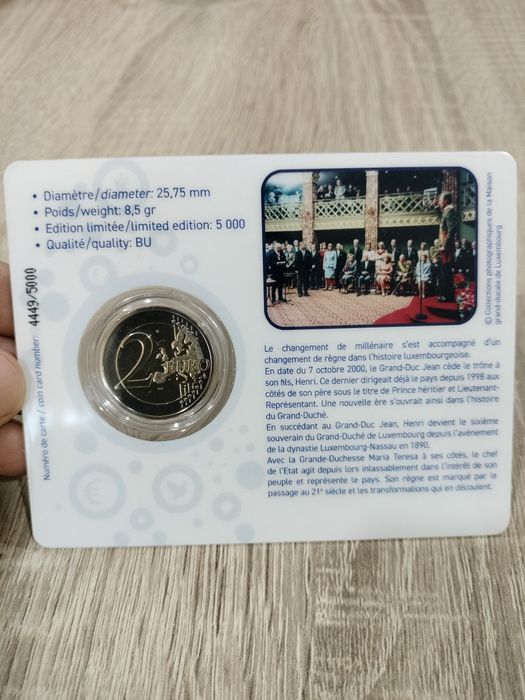 • Diamètre/diameter: 25,75 mm
• Poids/weight: 8,5 gr
• Edition limitée/limited edition: 5 000
• Qualité/quality: BU
Numéro de carte / coin card number: 4449/5000
2 EURO
© Collections photographiques de la Maison
grand-ducale de Luxembourg
Le changement de millénaire s'est accompagné d'un
changement de règne dans l'histoire luxembourgeoise.
En date du 7 octobre 2000, le Grand-Duc Jean cède le trône à
son fils, Henri. Ce dernier dirigeait déjà le pays depuis 1998 aux
côtés de son père sous le titre de Prince héritier et Lieutenant-
Représentant. Une nouvelle ère s'ouvrait ainsi dans l'histoire
du Grand-Duché.
En succédant au Grand-Duc Jean, Henri devient le sixième
souverain du Grand-Duché de Luxembourg depuis l'avènement
de la dynastie Luxembourg-Nassau en 1890.
Avec la Grande-Duchesse Maria Teresa à ses côtés, le chef
de l'Etat agit depuis lors inlassablement dans l'intérêt de son
peuple et représente le pays. Son règne est marqué par le
passage au 21e siècle et les transformations qui en découlent.